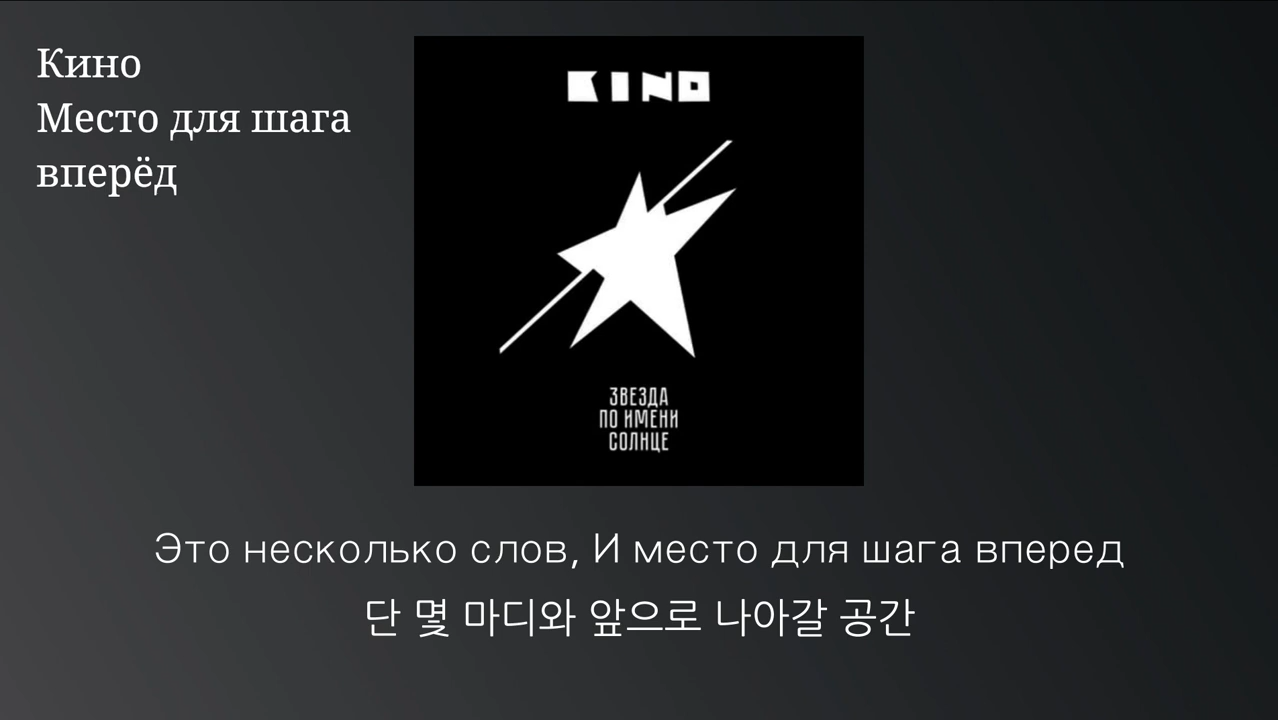 Кино
Место для шага
вперёд
KINO
ЗВЕЗДА
ПО ИМЕНИ
СОЛНЦЕ
Это несколько слов, И место для шага вперед
단 몇 마디와 앞으로 나아갈 공간